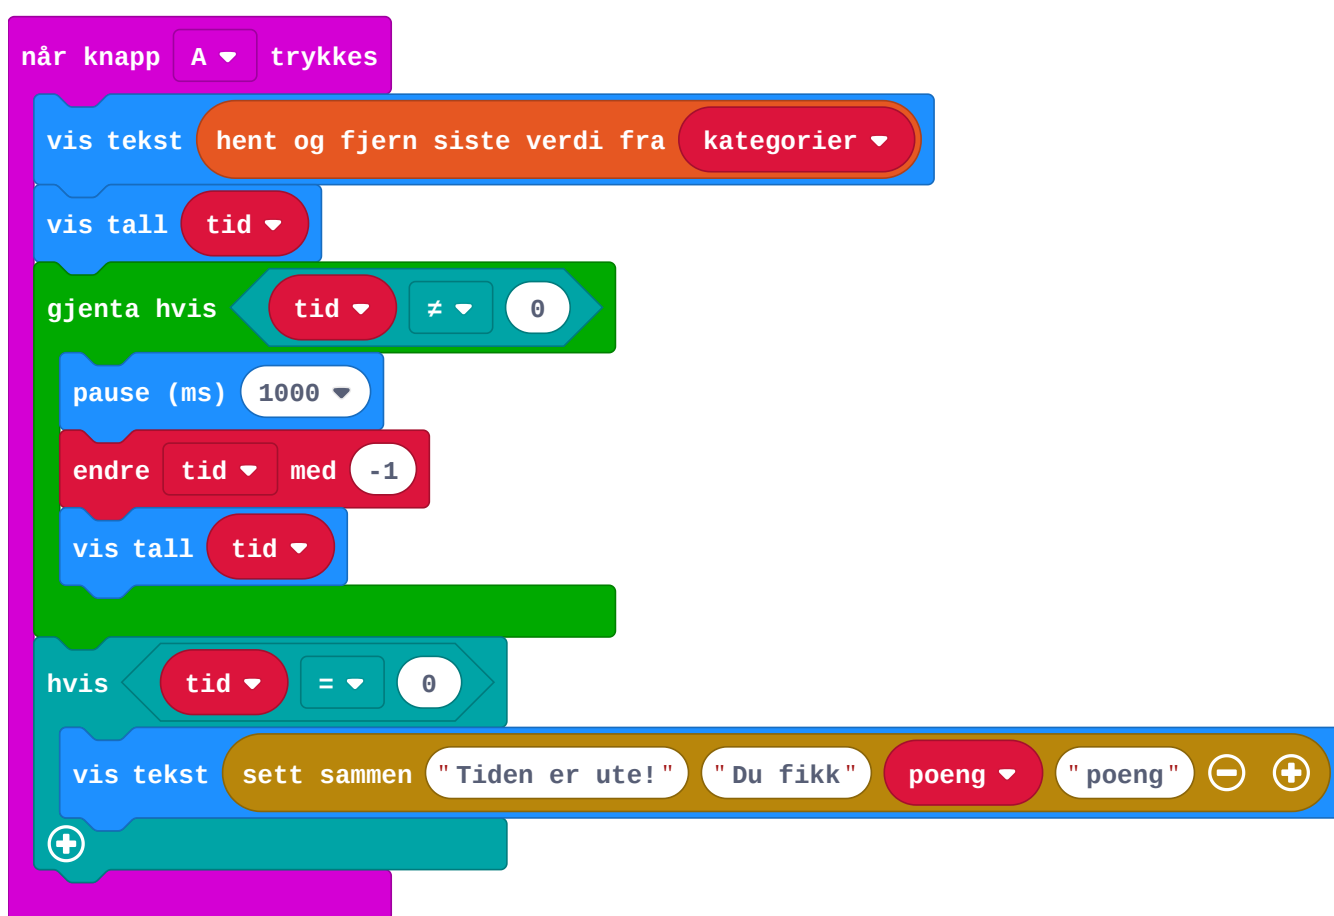 når knapp A trykkes
vis tekst hent og fjern siste verdi fra kategorier
vis tall tid
gjenta hvis tid ≠ 0
pause (ms) 1000
endre tid med -1
vis tall tid
hvis tid = 0
vis tekst sett sammen "Tiden er ute!" "Du fikk" poeng "poeng"